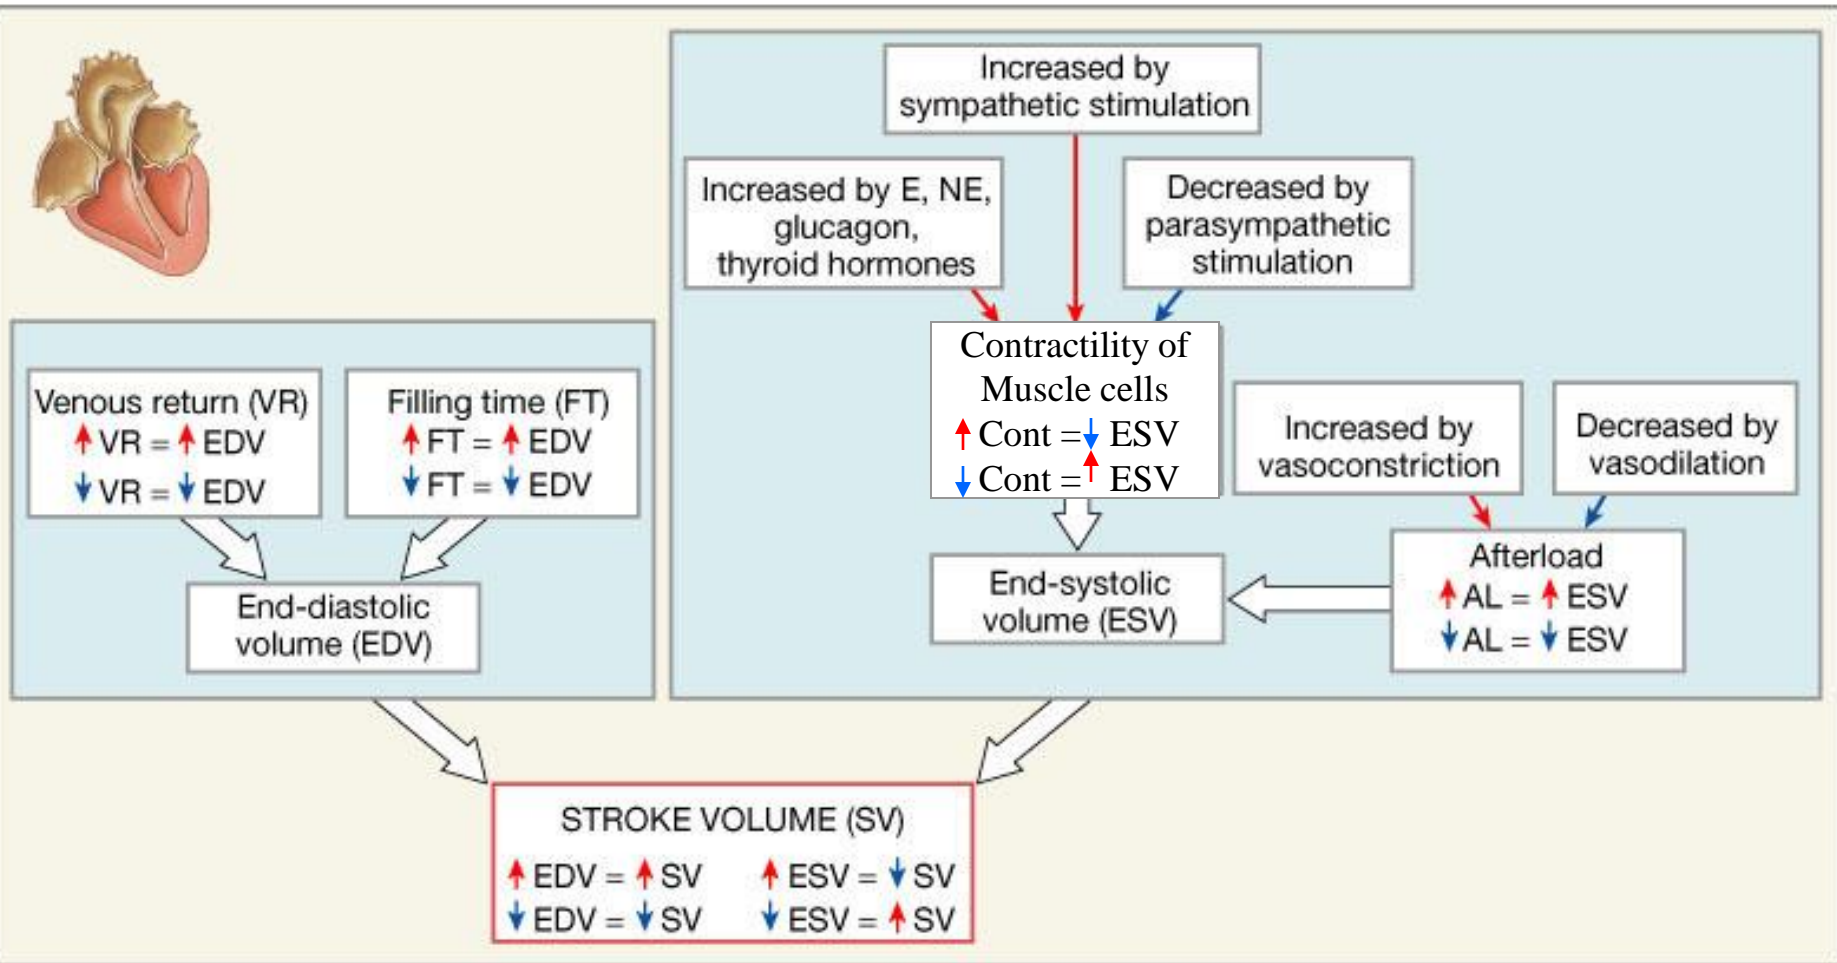 Increased by
sympathetic stimulation
Increased by E, NE,
glucagon,
thyroid hormones
Decreased by
parasympathetic
stimulation
Contractility of
Muscle cells
↑ Cont =↓ ESV
↓ Cont =↑ ESV
Venous return (VR)
↑ VR = ↑ EDV
↓ VR = ↓ EDV
Filling time (FT)
↑ FT = ↑ EDV
↓ FT = ↓ EDV
Increased by
vasoconstriction
Decreased by
vasodilation
End-diastolic
volume (EDV)
End-systolic
volume (ESV)
Afterload
↑ AL = ↑ ESV
↓ AL = ↓ ESV
STROKE VOLUME (SV)
↑ EDV = ↑ SV ↑ ESV = ↓ SV
↓ EDV = ↓ SV ↓ ESV = ↑ SV